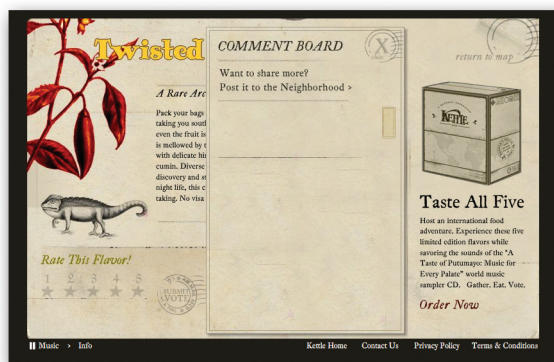 Twisted
A Rare Arc
Pack your bags
taking you south
even the fruit is
is mellowed by t
with delicate hin
cumin. Diverse
discovery and st
night life, this c
taking. No visa
Rate This Flavor!
1 2 3 4 5
SUBMIT
VOTE
COMMENT BOARD
X
Want to share more?
Post it to the Neighborhood >
return to map
KETTLE
Taste All Five
Host an international food
adventure. Experience these five
limited edition flavors while
savoring the sounds of the "A
Taste of Putumayo: Music for
Every Palate" world music
sampler CD. Gather. Eat. Vote.
Order Now
Music > Info
Kettle Home Contact Us Privacy Policy Terms & Conditions